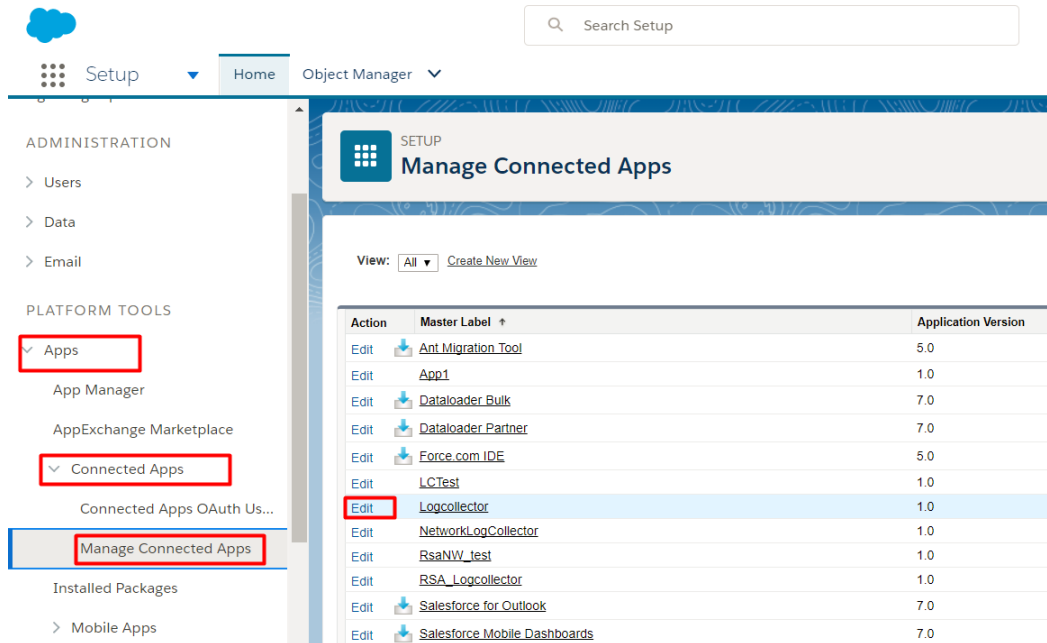 Search Setup
Setup
Home
Object Manager
ADMINISTRATION
Users
Data
Email
PLATFORM TOOLS
Apps
App Manager
AppExchange Marketplace
Connected Apps
Connected Apps OAuth Us...
Manage Connected Apps
Installed Packages
Mobile Apps
SETUP
Manage Connected Apps
View: All ▼ Create New View
Action Master Label ↑ Application Version
Edit Ant Migration Tool 5.0
Edit App1 1.0
Edit Dataloader Bulk 7.0
Edit Dataloader Partner 7.0
Edit Force.com IDE 5.0
Edit LCTest 1.0
Edit Logcollector 1.0
Edit NetworkLogCollector 1.0
Edit RsaNW_test 1.0
Edit RSA_Logcollector 1.0
Edit Salesforce for Outlook 7.0
Edit Salesforce Mobile Dashboards 7.0